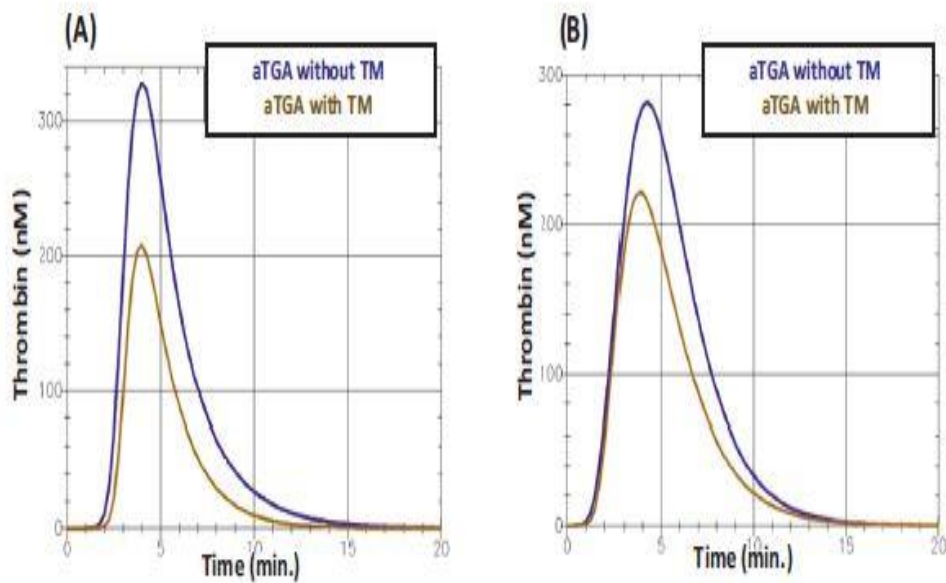 (A)
aTGA without TM
aTGA with TM
300
200
100
0
Thrombin (nM)
0 5 10 15 20
Time (min.)
(B)
aTGA without TM
aTGA with TM
300
200
100
0
Thrombin (nM)
0 5 10 15 20
Time (min.)